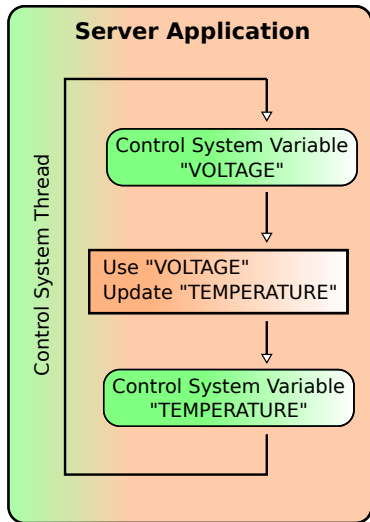 Server Application
Control System Thread
Control System Variable
"VOLTAGE"
Use "VOLTAGE"
Update "TEMPERATURE"
Control System Variable
"TEMPERATURE"